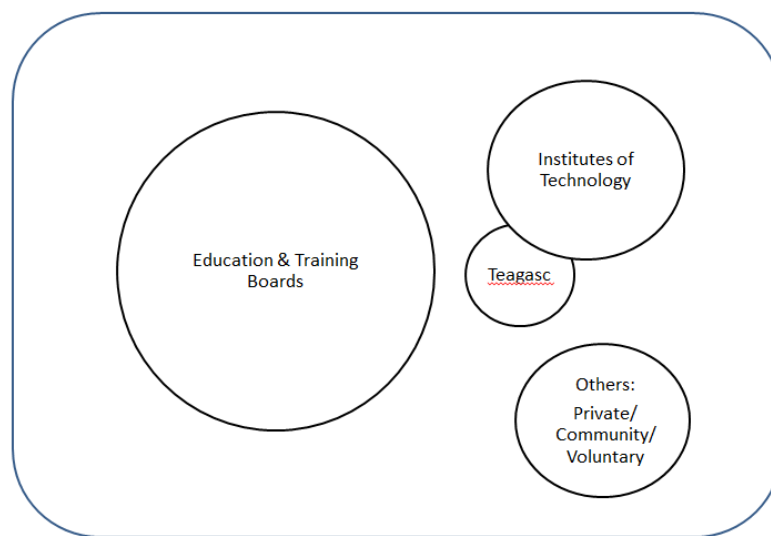 Institutes of
Technology
Education & Training
Boards
Teagasc
Others:
Private/
Community/
Voluntary